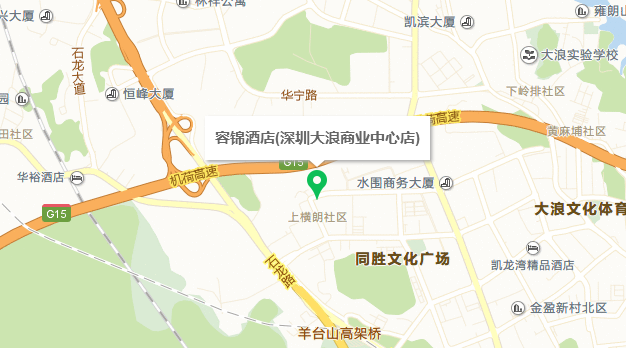 兴大厦
林祥公寓
凯滨大厦
雍朗山
石龙大道
大浪实验学校
恒峰大厦
华宁路
下岭排社区
园
田社区
容锦酒店(深圳大浪商业中心店)
荷高速
黄麻埔社区
G15
华裕酒店
机荷高速
水围商务大厦
G15
上横朗社区
大浪文化体育
同胜文化广场
石龙路
凯龙湾精品酒店
金盈新村北区
羊台山高架桥